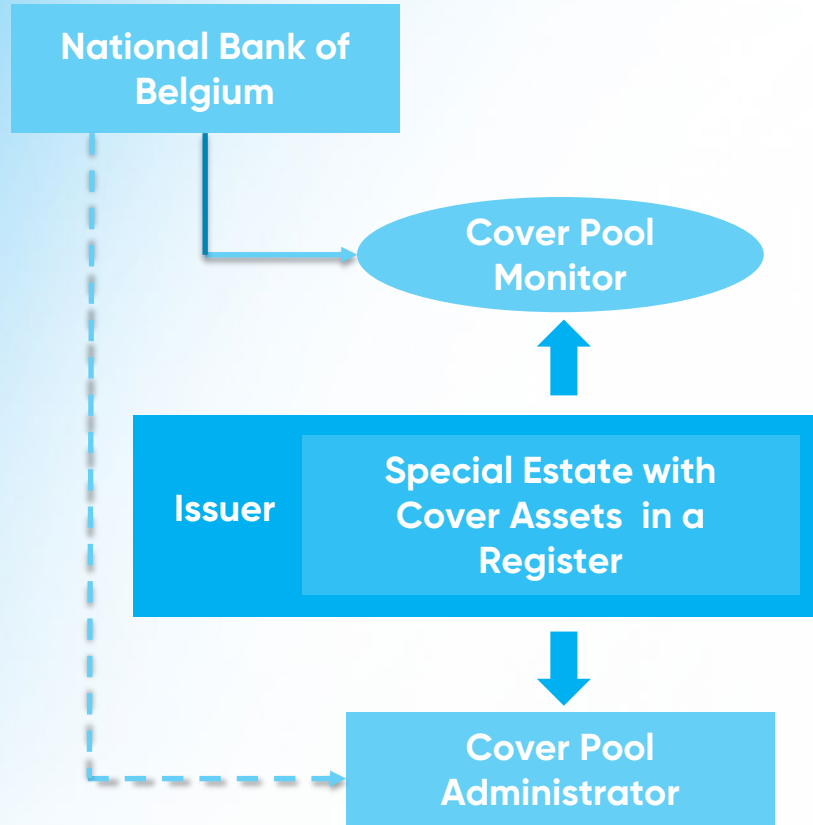 National Bank of
Belgium
Cover Pool
Monitor
Issuer
Special Estate with
Cover Assets in a
Register
Cover Pool
Administrator